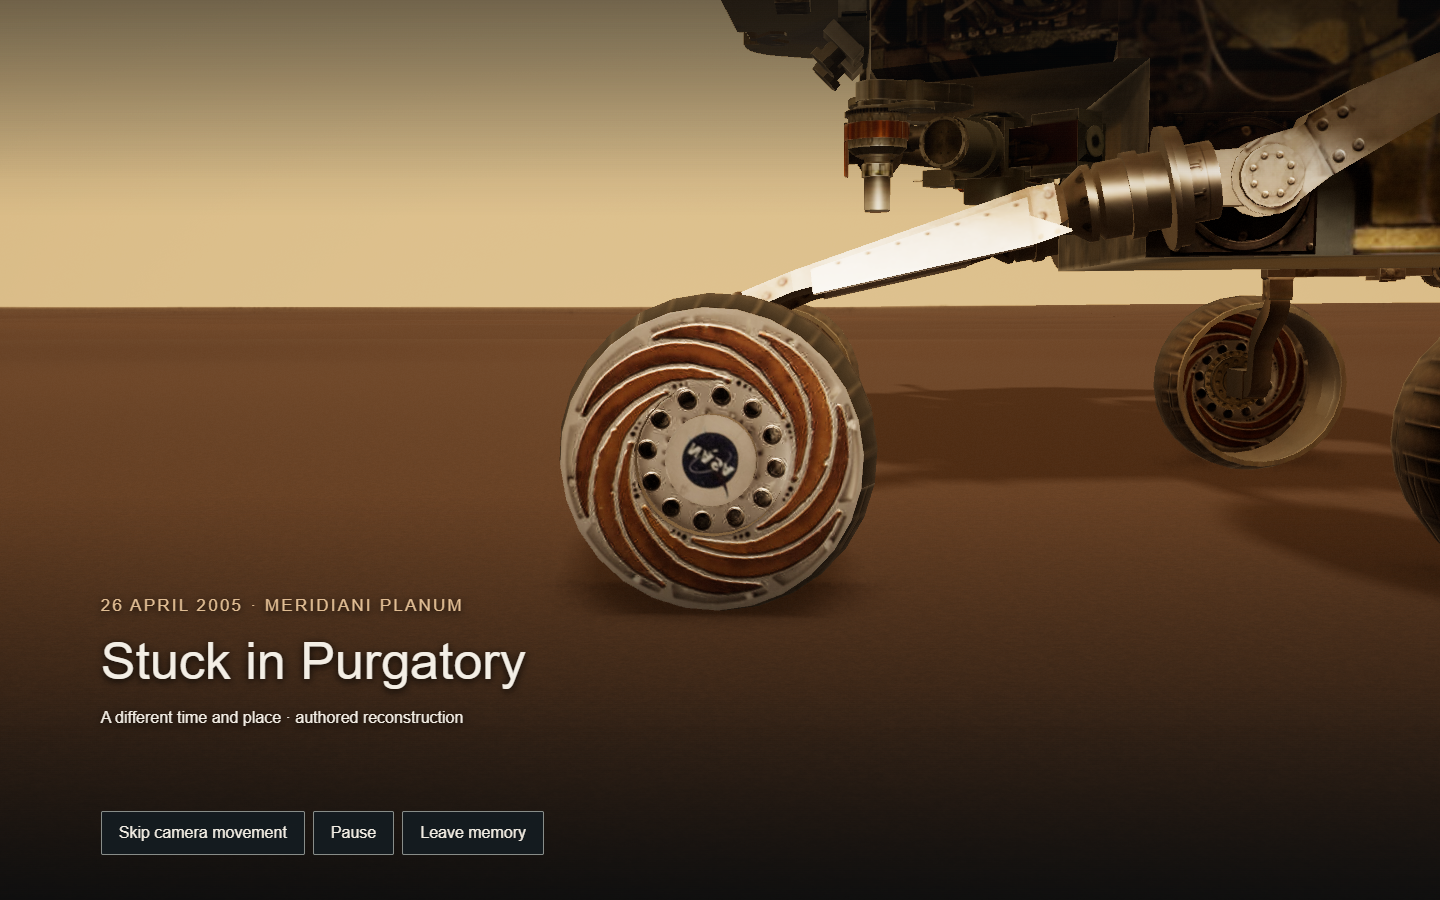 NASA
26 APRIL 2005 · MERIDIANI PLANUM
Stuck in Purgatory
A different time and place · authored reconstruction
Skip camera movement
Pause
Leave memory